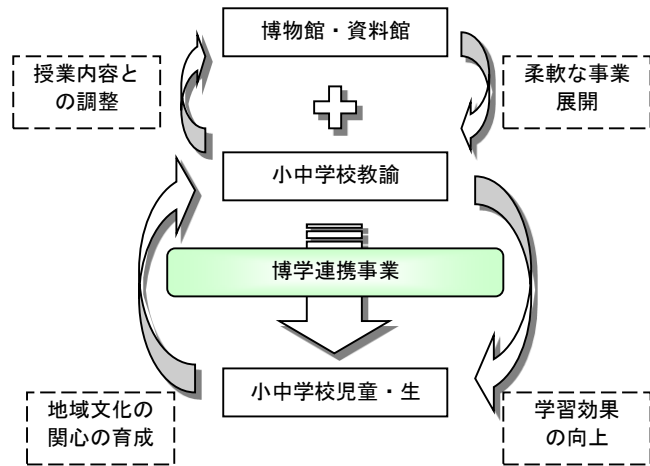 博物館・資料館
授業内容と
の調整
柔軟な事業
展開
小中学校教諭
博学連携事業
小中学校児童・生
地域文化の
関心の育成
学習効果
の向上